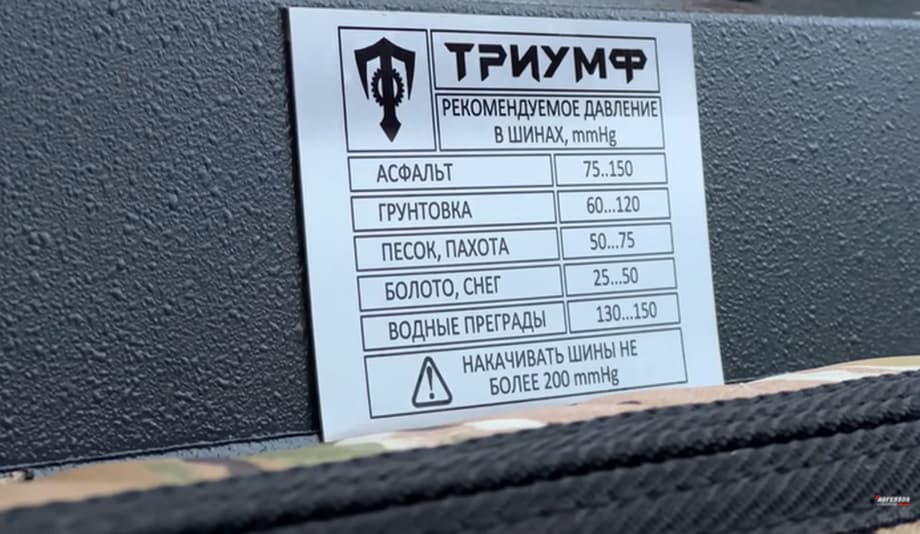 ТРИУМФ
РЕКОМЕНДУЕМОЕ ДАВЛЕНИЕ
В ШИНАХ, mmHg
АСФАЛЬТ 75..150
ГРУНТОВКА 60...120
ПЕСОК, ПАХОТА 50...75
БОЛОТО, СНЕГ 25...50
ВОДНЫЕ ПРЕГРАДЫ 130...150
НАКАЧИВАТЬ ШИНЫ НЕ
БОЛЕЕ 200 mmHg